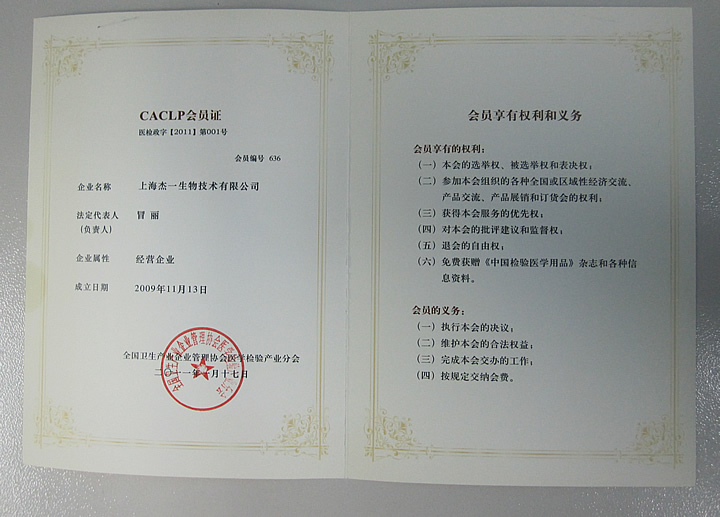 CACLP会员证
医检政字【2011】第001号
会员编号 636
企业名称 上海杰一生物技术有限公司
法定代表人 冒 丽
(负责人)
企业属性 经营企业
成立日期 2009年11月13日
全国卫生产业企业管理协会医学检验产业分会
月十七日
会员享有权利和义务
会员享有的权利:
(一)本会的选举权、被选举权和表决权;
(二)参加本会组织的各种全国或区域性经济交流、
产品交流、产品展销和订货会的权利;
(三)获得本会服务的优先权;
(四)对本会的批评建议和监督权;
(五)退会的自由权;
(六)免费获赠《中国检验医学用品》杂志和各种信
息资料。
会员的义务:
(一)执行本会的决议;
(二)维护本会的合法权益;
(三)完成本会交办的工作;
(四)按规定交纳会费。